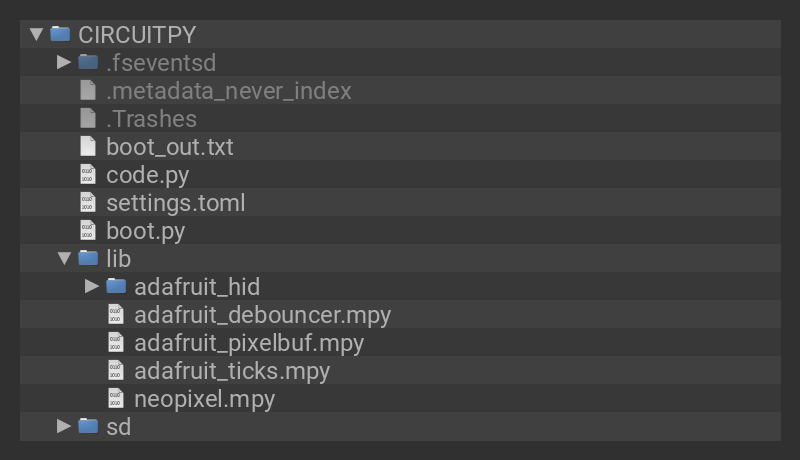 CIRCUITPY
.fseventsd
.metadata_never_index
.Trashes
boot_out.txt
code.py
settings.toml
boot.py
lib
adafruit_hid
adafruit_debouncer.mpy
adafruit_pixelbuf.mpy
adafruit_ticks.mpy
neopixel.mpy
sd